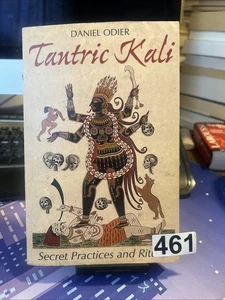 DANIEL ODIER
Tantric Kali
Secret Practices and Rit
461